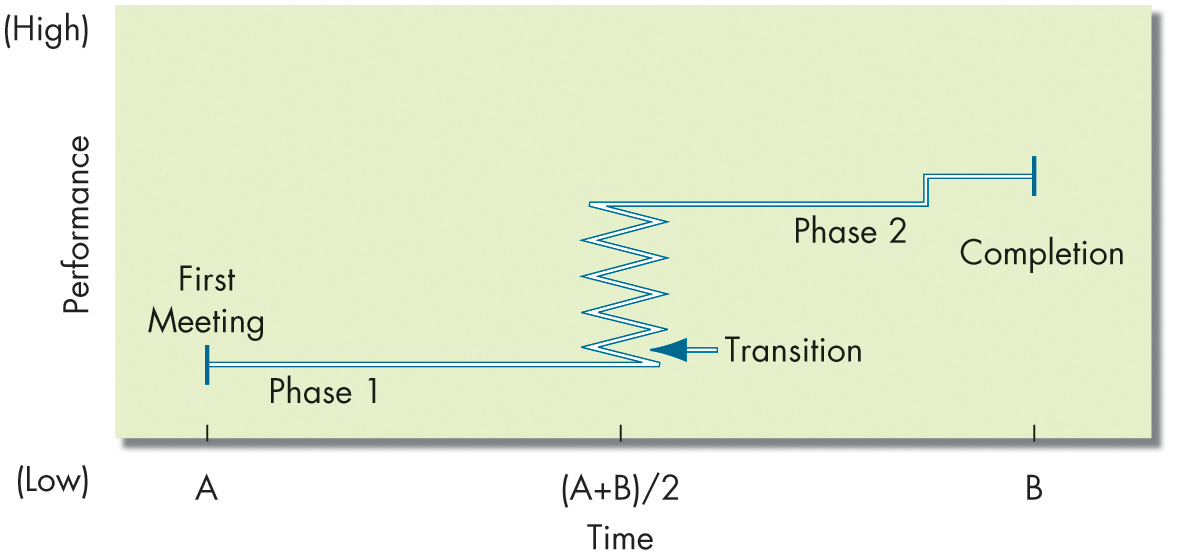 (High)
Performance
First
Meeting
Phase 1
Phase 2
Completion
Transition
(Low)
A
(A+B)/2
B
Time